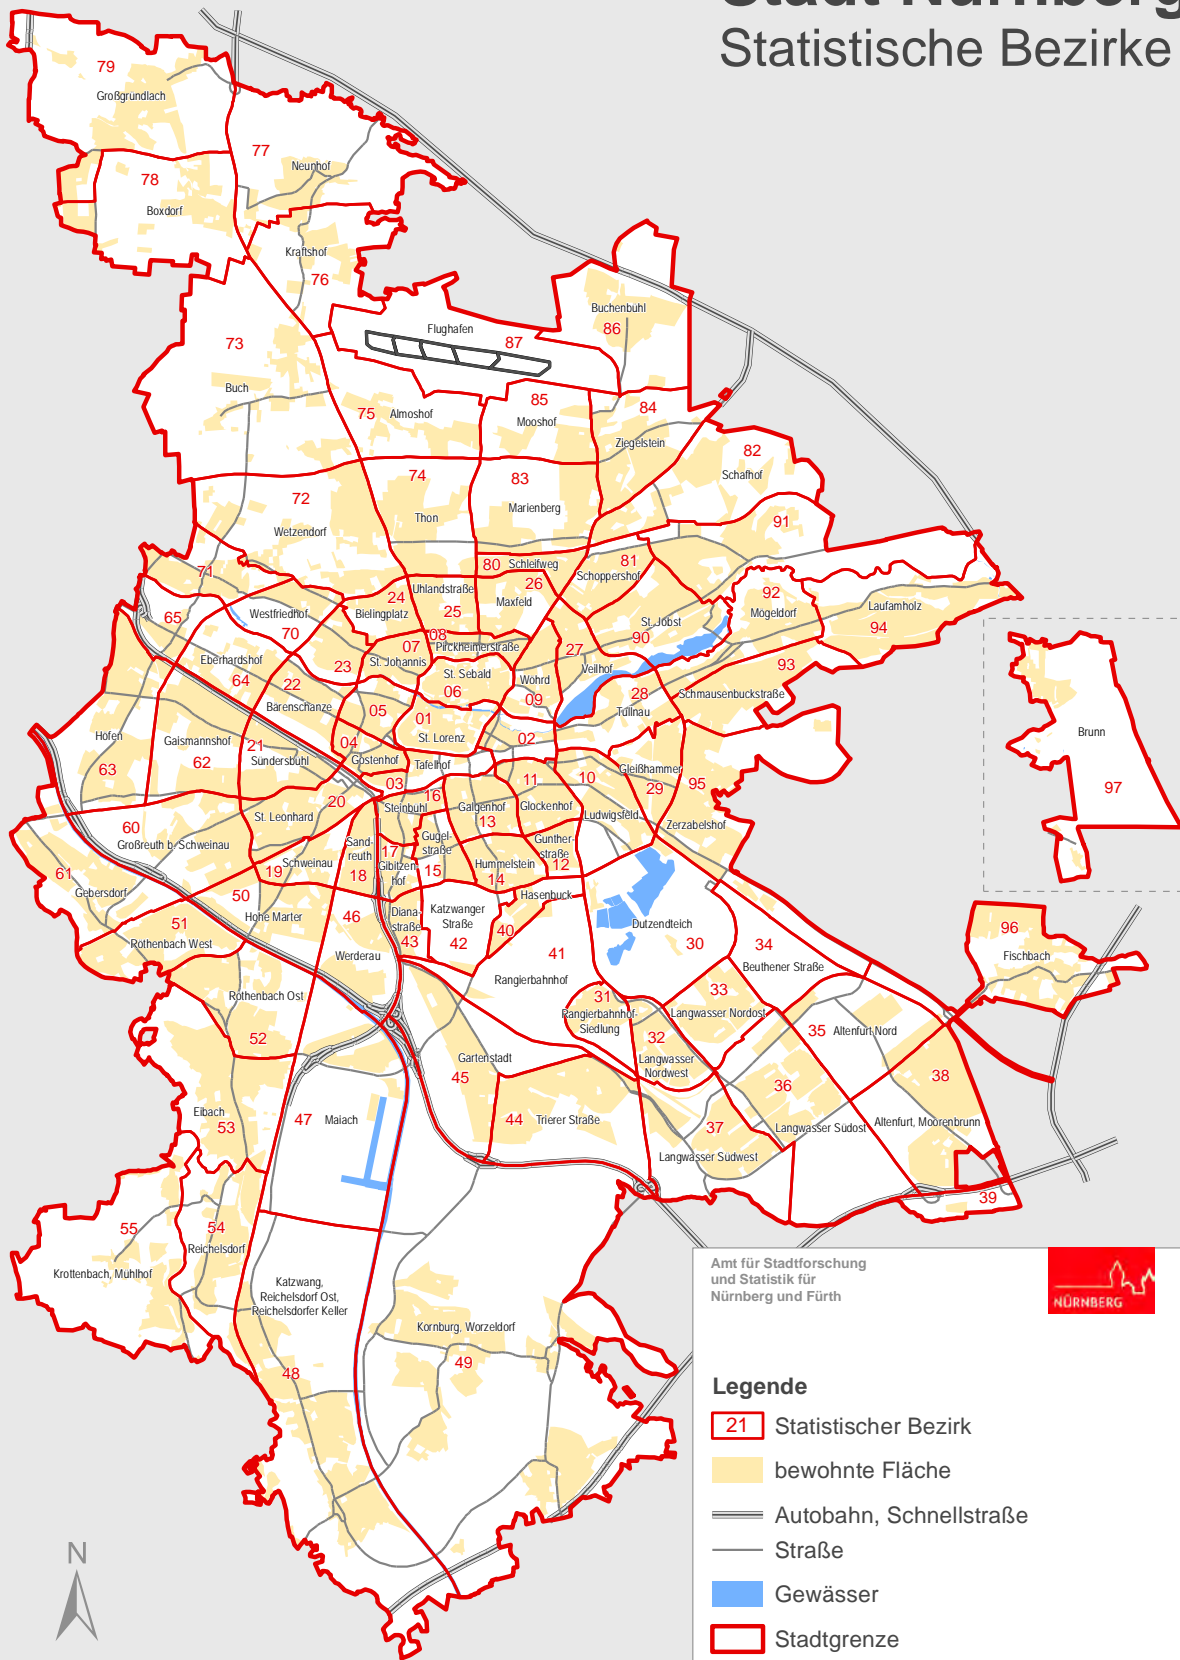 Stadt Nürnberg
Statistische Bezirke
79
Großgründlach
77
Neunhof
78
Boxdorf
Kraftshof
76
Buchenbühl
86
Flughafen
87
73
Buch
75
Almoshof
85
Mooshof
84
Ziegelstein
82
Schafhof
74
Thon
83
Marienberg
72
Wetzendorf
91
71
80
Schleifweg
81
Schoppershof
26
Maxfeld
Uhlandstraße
25
24
Bielingplatz
92
Mögeldorf
Laufamholz
94
65
Westfriedhof
70
St. Jobst
90
08
Pirckheimerstraße
07
St. Johannis
27
Veilhof
93
Eberhardshof
64
23
St. Sebald
06
Wöhrd
09
28
Tullnau
Schmausenbuckstraße
22
Bärenschanze
05
01
St. Lorenz
02
Höfen
63
Gaismannshof
62
21
Sündersbühl
04
Gostenhof
Tafelhof
Gleißhammer
29
95
Brunn
97
03
16
11
10
20
Steinbühl
Galgenhof
13
Glockenhof
Ludwigsfeld
Zerzabelshof
60
Großreuth b. Schweinau
St. Leonhard
Sand-
reuth
18
17
Gibitzen-
hof
Gugel-
straße
15
Hummelstein
14
Günther-
straße
12
61
Gebersdorf
19
Schweinau
50
Hohe Marter
51
Röthenbach West
46
Werderau
Diana-
straße
43
Katzwanger
Straße
42
Hasenbuck
40
41
Rangierbahnhof
Dutzendteich
30
34
Beuthener Straße
96
Fischbach
Röthenbach Ost
52
31
Rangierbahnhof-
Siedlung
33
Langwasser Nordost
32
Langwasser
Nordwest
35
Altenfurt Nord
Gartenstadt
45
36
Langwasser Südost
38
Altenfurt, Moorenbrunn
Eibach
53
47
Maiach
44
Trierer Straße
37
Langwasser Südwest
39
55
Krottenbach, Mühlhof
54
Reichelsdorf
Katzwang,
Reichelsdorf Ost,
Reichelsdorfer Keller
48
Kornburg, Worzeldorf
49
Amt für Stadtforschung
und Statistik für
Nürnberg und Fürth
NÜRNBERG
Legende
21 Statistischer Bezirk
bewohnte Fläche
Autobahn, Schnellstraße
Straße
Gewässer
Stadtgrenze
N